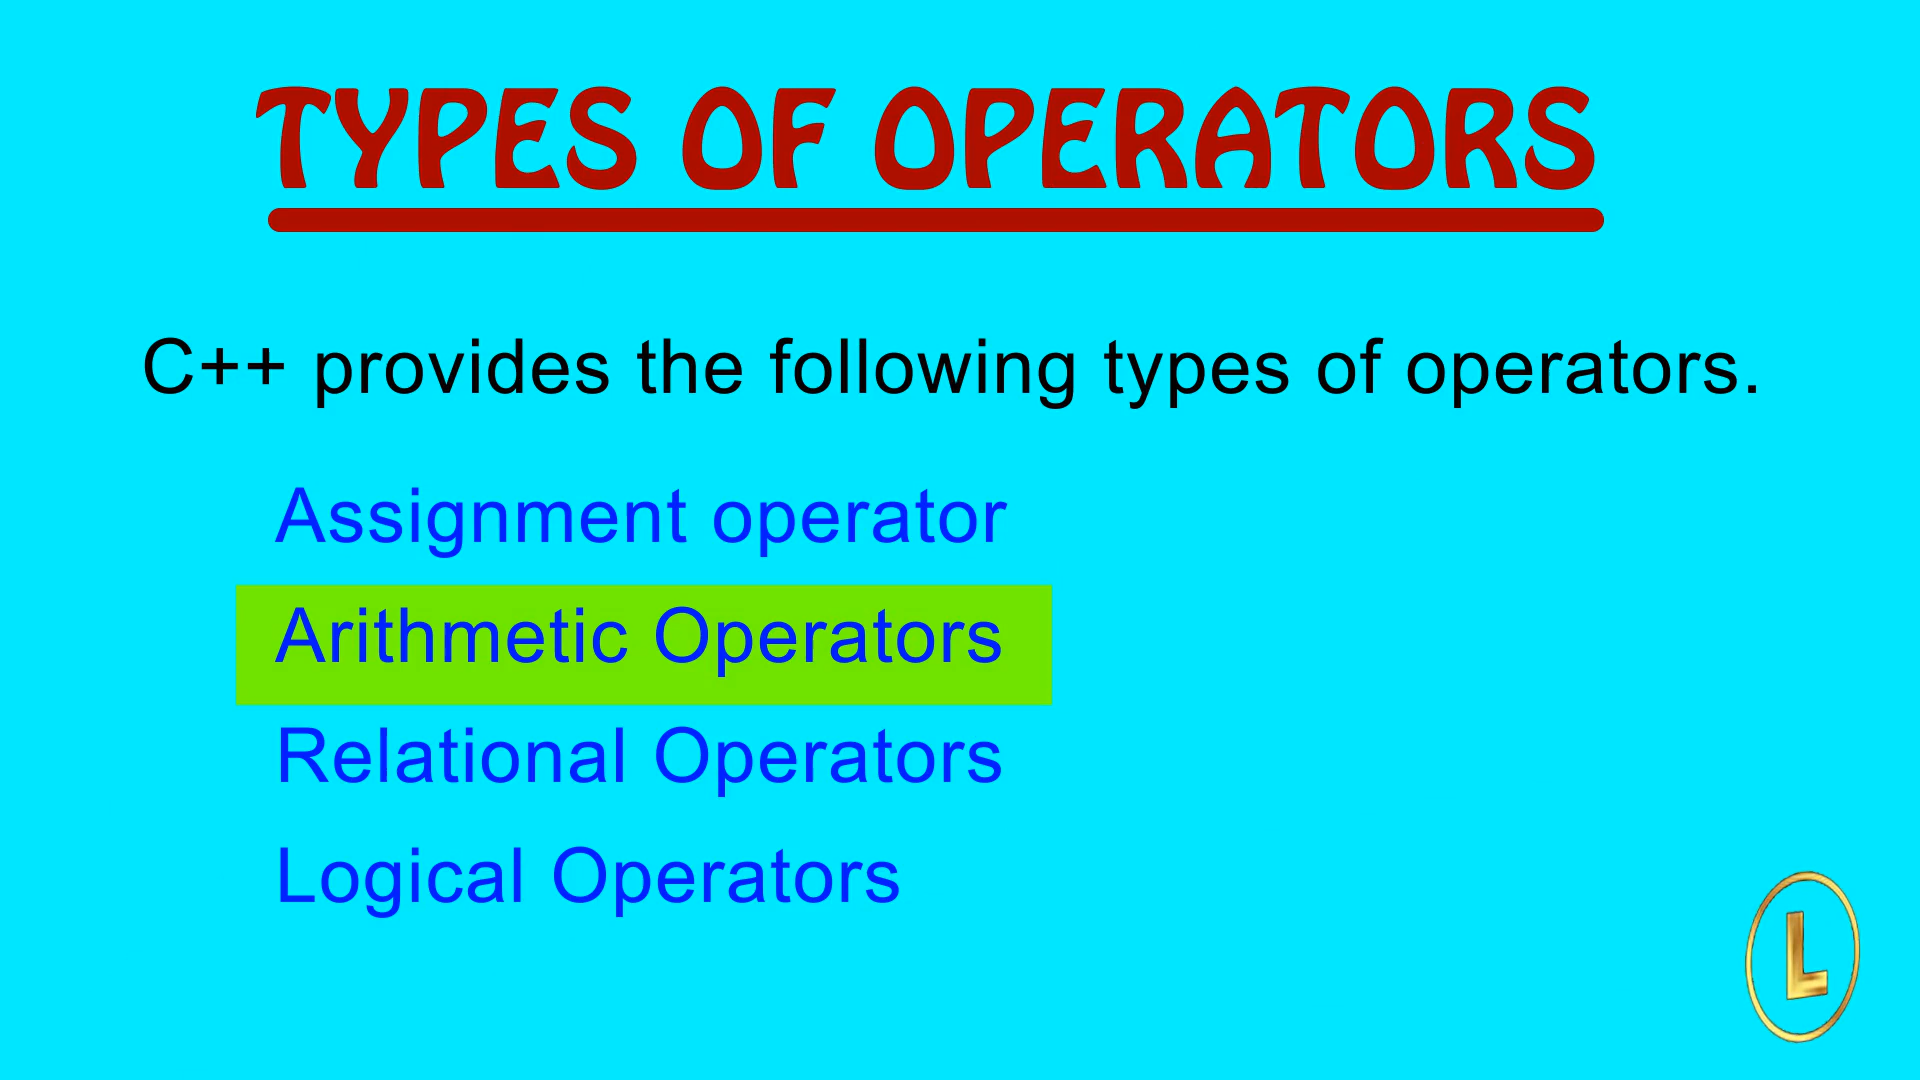 TYPES OF OPERATORS
C++ provides the following types of operators.
Assignment operator
Arithmetic Operators
Relational Operators
Logical Operators
L